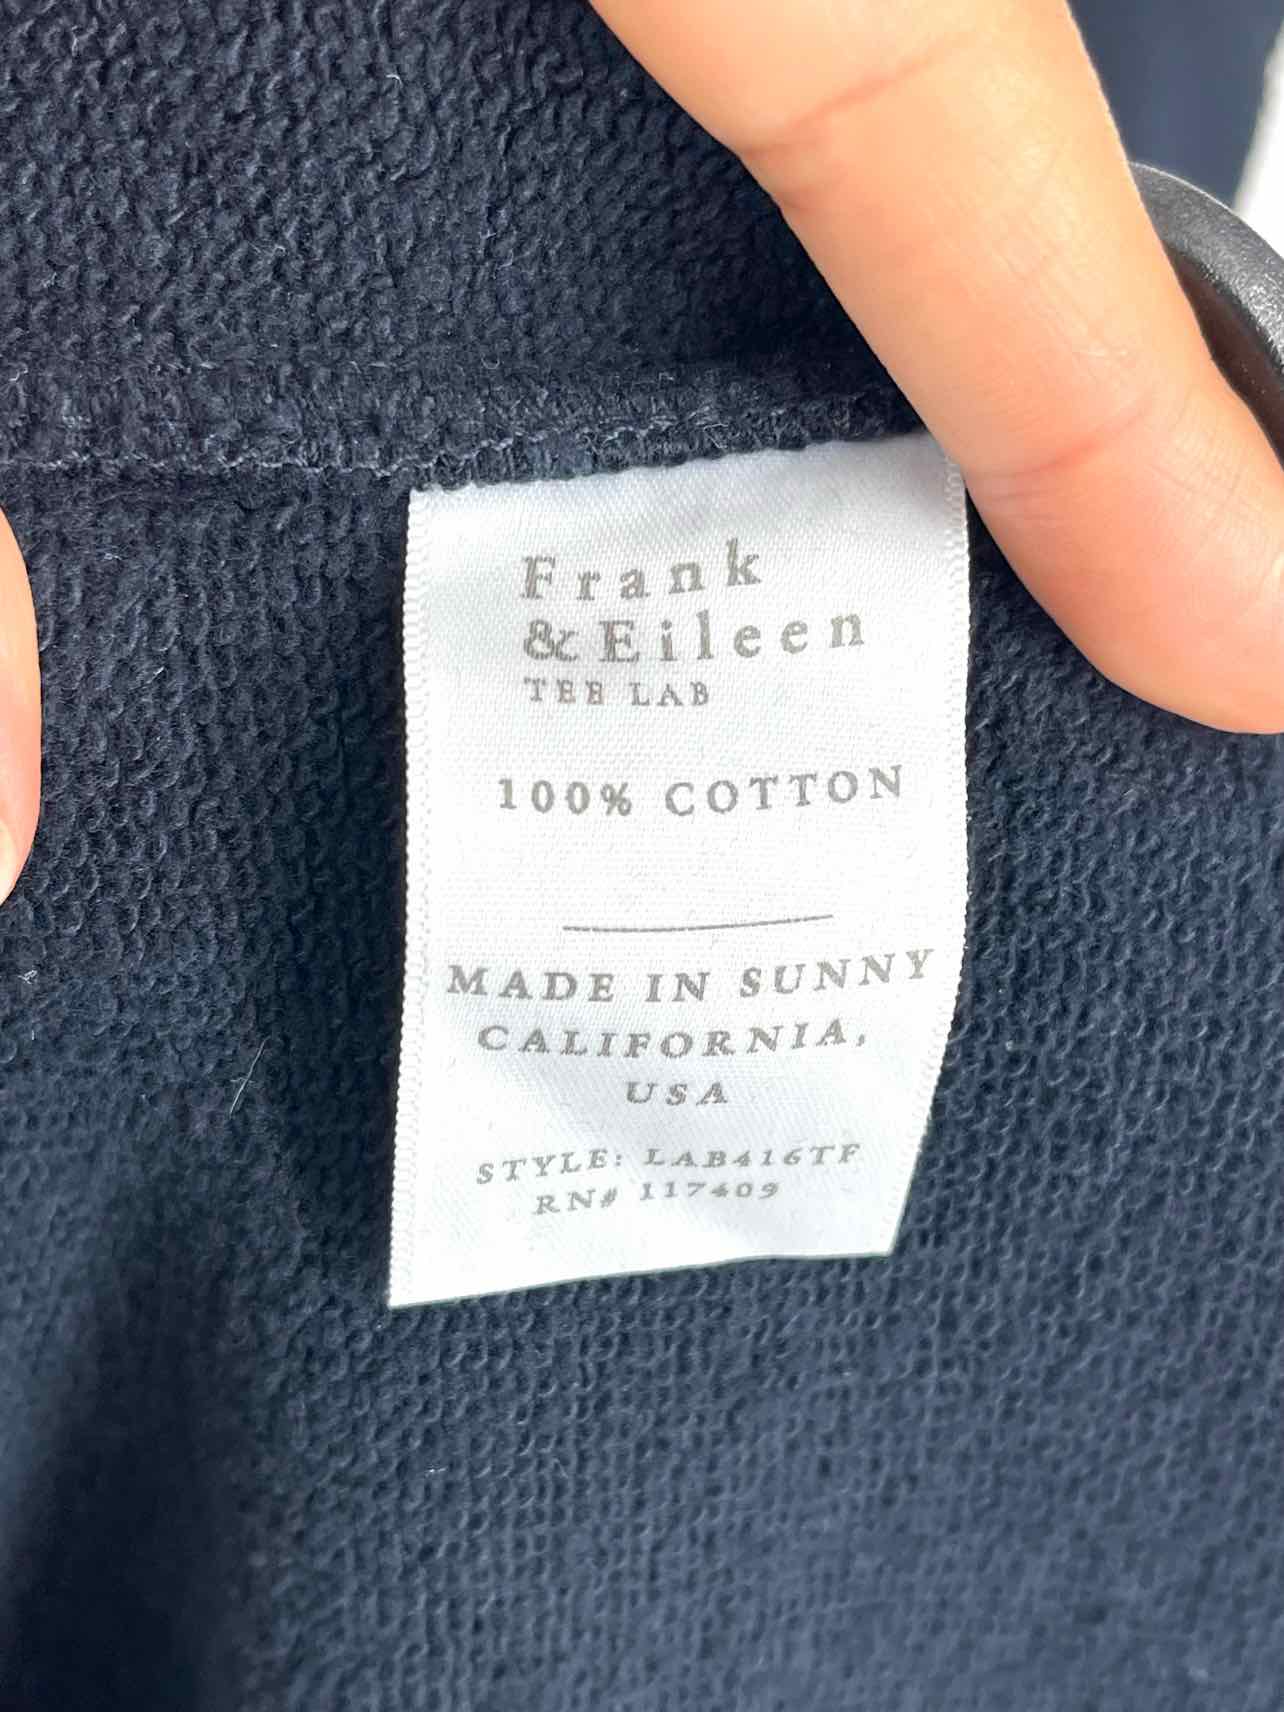 Frank
& Eileen
TEE LAB
100% COTTON
MADE IN SUNNY
CALIFORNIA,
USA
STYLE: LAB416TF
RN# 117409